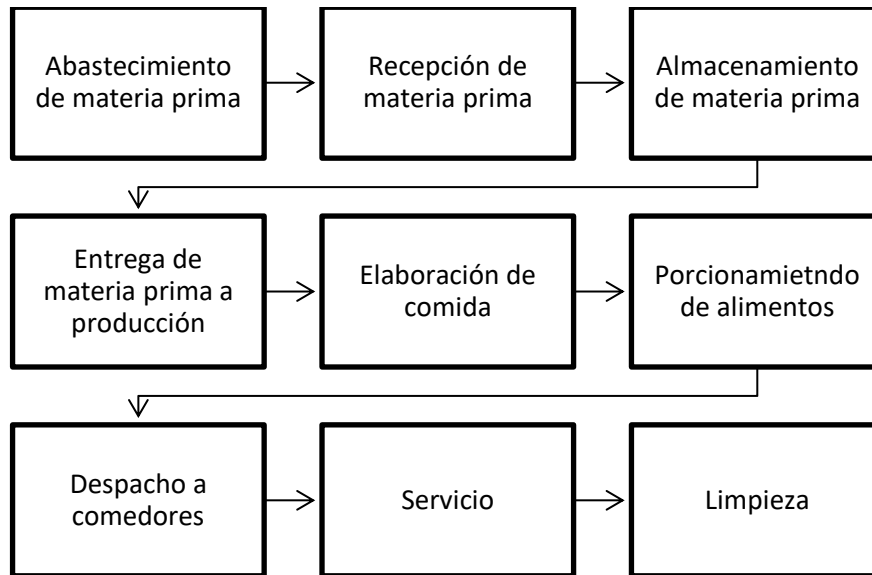 Abastecimiento
de materia prima
Recepción de
materia prima
Almacenamiento
de materia prima
Entrega de
materia prima a
producción
Elaboración de
comida
Porcionamietndo
de alimentos
Despacho a
comedores
Servicio
Limpieza